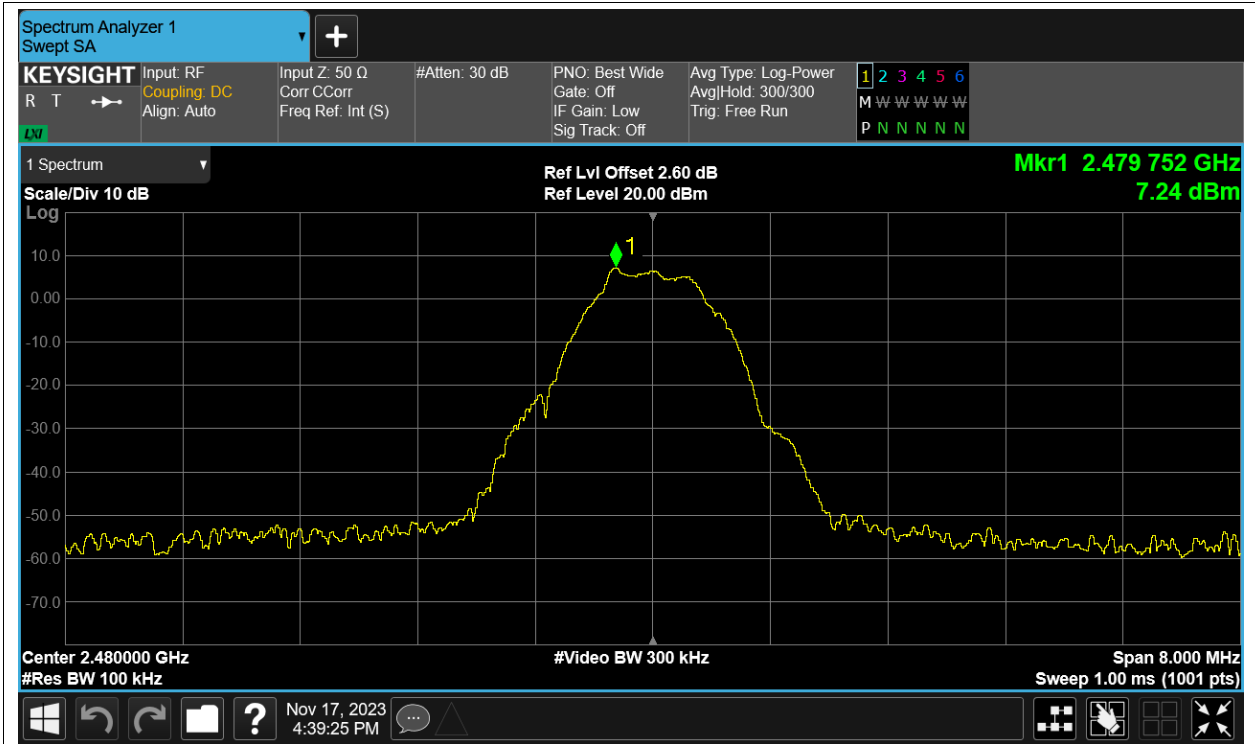 Spectrum Analyzer 1
Swept SA
+
KEYSIGHT
R T
LXI
Input: RF
Coupling: DC
Align: Auto
Input Z: 50 Ω
Corr CCorr
Freq Ref: Int (S)
#Atten: 30 dB
PNO: Best Wide
Gate: Off
IF Gain: Low
Sig Track: Off
Avg Type: Log-Power
Avg|Hold: 300/300
Trig: Free Run
1 2 3 4 5 6
M W W W W W
P N N N N N
1 Spectrum
Scale/Div 10 dB
Log
Ref Lvl Offset 2.60 dB
Ref Level 20.00 dBm
Mkr1 2.479 752 GHz
7.24 dBm
1
10.0
0.00
-10.0
-20.0
-30.0
-40.0
-50.0
-60.0
-70.0
Center 2.480000 GHz
#Res BW 100 kHz
#Video BW 300 kHz
Span 8.000 MHz
Sweep 1.00 ms (1001 pts)
?
Nov 17, 2023
4:39:25 PM